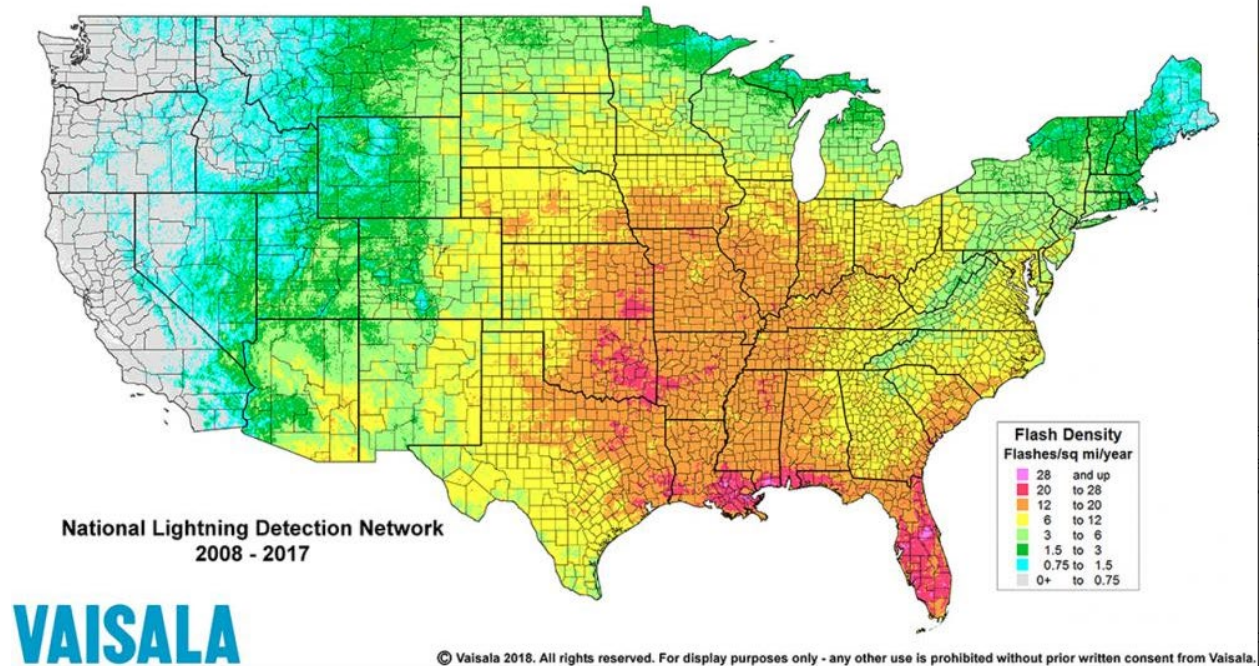 Flash Density
Flashes/sq mi/year
28 and up
20 to 28
12 to 20
6 to 12
3 to 6
1.5 to 3
0.75 to 1.5
0+ to 0.75
National Lightning Detection Network
2008 - 2017
VAISALA
© Vaisala 2018. All rights reserved. For display purposes only - any other use is prohibited without prior written consent from Vaisala.